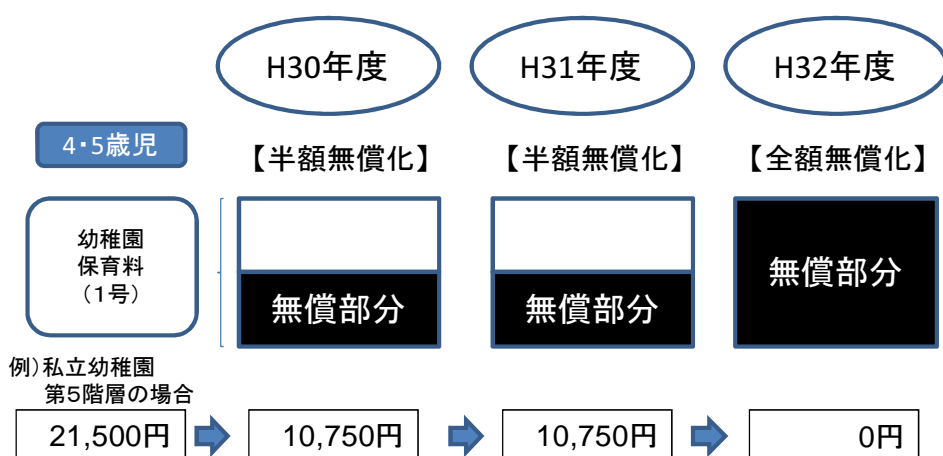 H30年度
H31年度
H32年度
4・5歳児
【半額無償化】
【半額無償化】
【全額無償化】
幼稚園
保育料
（1号）
無償部分
無償部分
無償部分
例）私立幼稚園
第5階層の場合
21,500円
10,750円
10,750円
0円